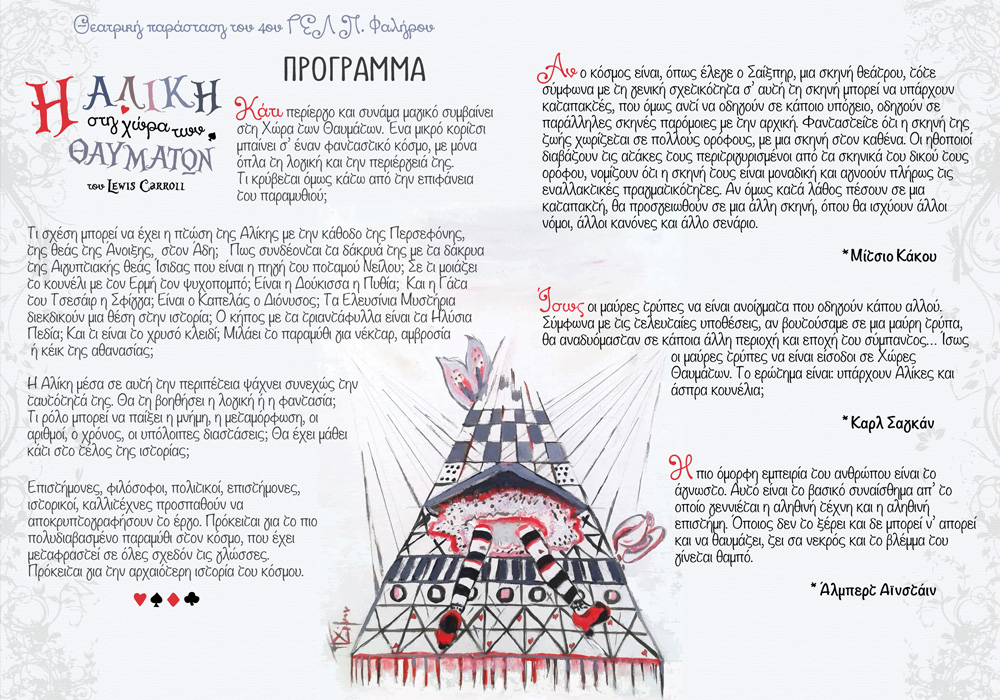 Θεατρική παράσταση του 4ου ΓΕΛ Π. Φαλήρου
Η ΑΛΙΚΗ
στη χώρα των
ΘΑΥΜΑΤΩΝ
του LEWIS CARROLL
ΠΡΟΓΡΑΜΜΑ
Κάτι περίεργο και συνάμα μαγικό συμβαίνει
στη Χώρα των Θαυμάτων. Ένα μικρό κορίτσι
μπαίνει σ' έναν φανταστικό κόσμο, με μόνα
όπλα τη λογική και την περιέργειά της.
Τι κρύβεται όμως κάτω από την επιφάνεια
του παραμυθιού;
Τι σχέση μπορεί να έχει η πτώση της Αλίκης με την κάθοδο της Περσεφόνης,
της θεάς της Άνοιξης, στον Άδη; Πως συνδέονται τα δάκρυά της με τα δάκρυα
της Αιγυπτιακής θεάς Ίσιδας που είναι η πηγή του ποταμού Νείλου; Σε τι μοιάζει
το κουνέλι με τον Ερμή τον ψυχοπομπό; Είναι η Δούκισσα η Πυθία; Και η Γάτα
του Τσεσάιρ η Σφίγγα; Είναι ο Καπελάς ο Διόνυσος; Τα Ελευσίνια Μυστήρια
διεκδικούν μια θέση στην ιστορία; Ο κήπος με τα τριαντάφυλλα είναι τα Ηλύσια
Πεδία; Και τι είναι το χρυσό κλειδί; Μιλάει το παραμύθι για νέκταρ, αμβροσία
ή κέικ της αθανασίας;
Η Αλίκη μέσα σε αυτή την περιπέτεια ψάχνει συνεχώς την
ταυτότητά της. Θα τη βοηθήσει η λογική ή η φαντασία;
Τι ρόλο μπορεί να παίξει η μνήμη, η μεταμόρφωση, οι
αριθμοί, ο χρόνος, οι υπόλοιπες διαστάσεις; Θα έχει μάθει
κάτι στο τέλος της ιστορίας;
Επιστήμονες, φιλόσοφοι, πολιτικοί, επιστήμονες,
ιστορικοί, καλλιτέχνες προσπαθούν να
αποκρυπτογραφήσουν το έργο. Πρόκειται για το πιο
πολυδιαβασμένο παραμύθι στον κόσμο, που έχει
μεταφραστεί σε όλες σχεδόν τις γλώσσες.
Πρόκειται για την αρχαιότερη ιστορία του κόσμου.
Αν ο κόσμος είναι, όπως έλεγε ο Σαίξπηρ, μια σκηνή θεάτρου, τότε
σύμφωνα με τη γενική σχετικότητα σ' αυτή τη σκηνή μπορεί να υπάρχουν
καταπακτές, που όμως αντί να οδηγούν σε κάποιο υπόγειο, οδηγούν σε
παράλληλες σκηνές παρόμοιες με την αρχική. Φανταστείτε ότι η σκηνή της
ζωής χωρίζεται σε πολλούς ορόφους, με μια σκηνή στον καθένα. Οι ηθοποιοί
διαβάζουν τις ατάκες τους περιτριγυρισμένοι από τα σκηνικά του δικού τους
ορόφου, νομίζουν ότι η σκηνή τους είναι μοναδική και αγνοούν πλήρως τις
εναλλακτικές πραγματικότητες. Αν όμως κατά λάθος πέσουν σε μια
καταπακτή, θα προσγειωθούν σε μια άλλη σκηνή, όπου θα ισχύουν άλλοι
νόμοι, άλλοι κανόνες και άλλο σενάριο.
*Μίτσιο Κάκου
Ίσως οι μαύρες τρύπες να είναι ανοίγματα που οδηγούν κάπου αλλού.
Σύμφωνα με τις τελευταίες υποθέσεις, αν βουτούσαμε σε μια μαύρη τρύπα,
θα αναδυόμασταν σε κάποια άλλη περιοχή και εποχή του σύμπαντος... Ίσως
οι μαύρες τρύπες να είναι είσοδοι σε Χώρες
Θαυμάτων. Το ερώτημα είναι: υπάρχουν Αλίκες και
άσπρα κουνέλια;
*Καρλ Σαγκάν
Η πιο όμορφη εμπειρία του ανθρώπου είναι το
άγνωστο. Αυτό είναι το βασικό συναίσθημα απ' το
οποίο γεννιέται η αληθινή τέχνη και η αληθινή
επιστήμη. Όποιος δεν το ξέρει και δε μπορεί ν' απορεί
και να θαυμάζει, ζει σα νεκρός και το βλέμμα του
γίνεται θαμπό.
*Άλμπερτ Αϊνστάιν